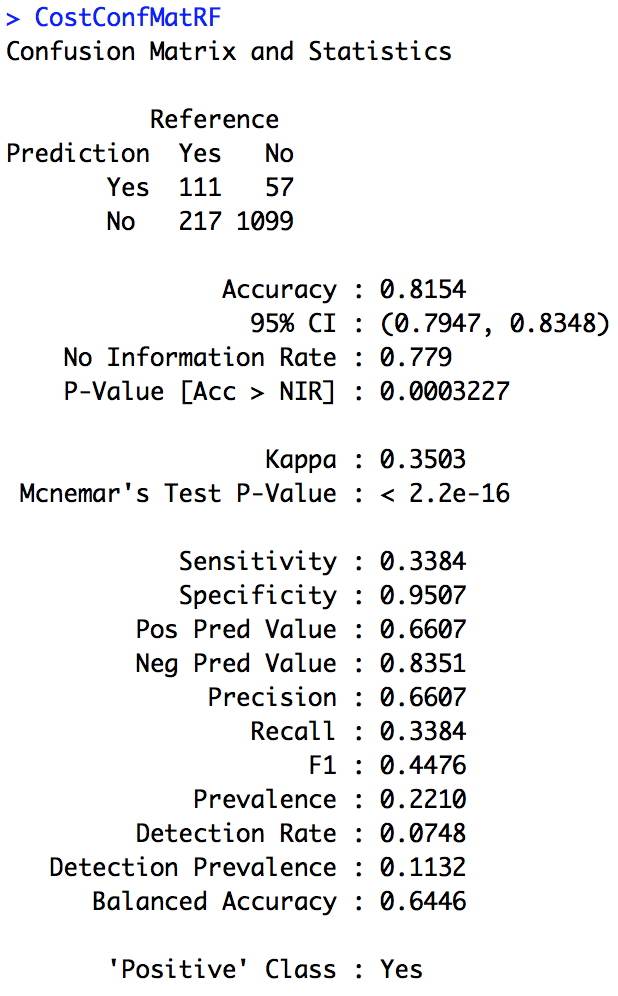 > CostConfMatRF
Confusion Matrix and Statistics
Reference
Prediction Yes No
Yes 111 57
No 217 1099
Accuracy : 0.8154
95% CI : (0.7947, 0.8348)
No Information Rate : 0.779
P-Value [Acc > NIR] : 0.0003227
Kappa : 0.3503
Mcnemar's Test P-Value : < 2.2e-16
Sensitivity : 0.3384
Specificity : 0.9507
Pos Pred Value : 0.6607
Neg Pred Value : 0.8351
Precision : 0.6607
Recall : 0.3384
F1 : 0.4476
Prevalence : 0.2210
Detection Rate : 0.0748
Detection Prevalence : 0.1132
Balanced Accuracy : 0.6446
'Positive' Class : Yes